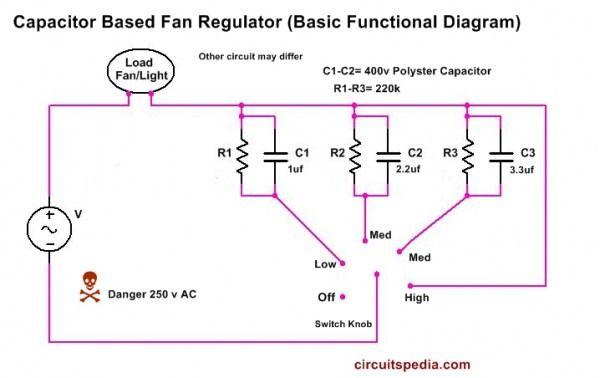 Capacitor Based Fan Regulator (Basic Functional Diagram)
Load
Fan/Light
Other circuit may differ
C1-C2= 400v Polyster Capacitor
R1-R3= 220k
R1
C1
1uf
R2
C2
2.2uf
R3
C3
3.3uf
+
V
-
Med
Med
Low
Off
High
Danger 250 v AC
Switch Knob
circuitspedia.com